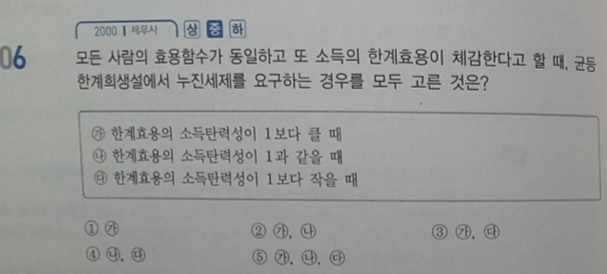 2000 | 세무사 상 중 하
06 모든 사람의 효용함수가 동일하고 또 소득의 한계효용이 체감한다고 할 때, 균등
한계희생설에서 누진세제를 요구하는 경우를 모두 고른 것은?
㉮ 한계효용의 소득탄력성이 1보다 클 때
㉯ 한계효용의 소득탄력성이 1과 같을 때
㉰ 한계효용의 소득탄력성이 1보다 작을 때
① ㉮ ② ㉮, ㉯ ③ ㉮, ㉰
④ ㉯, ㉰ ⑤ ㉮, ㉯, ㉰